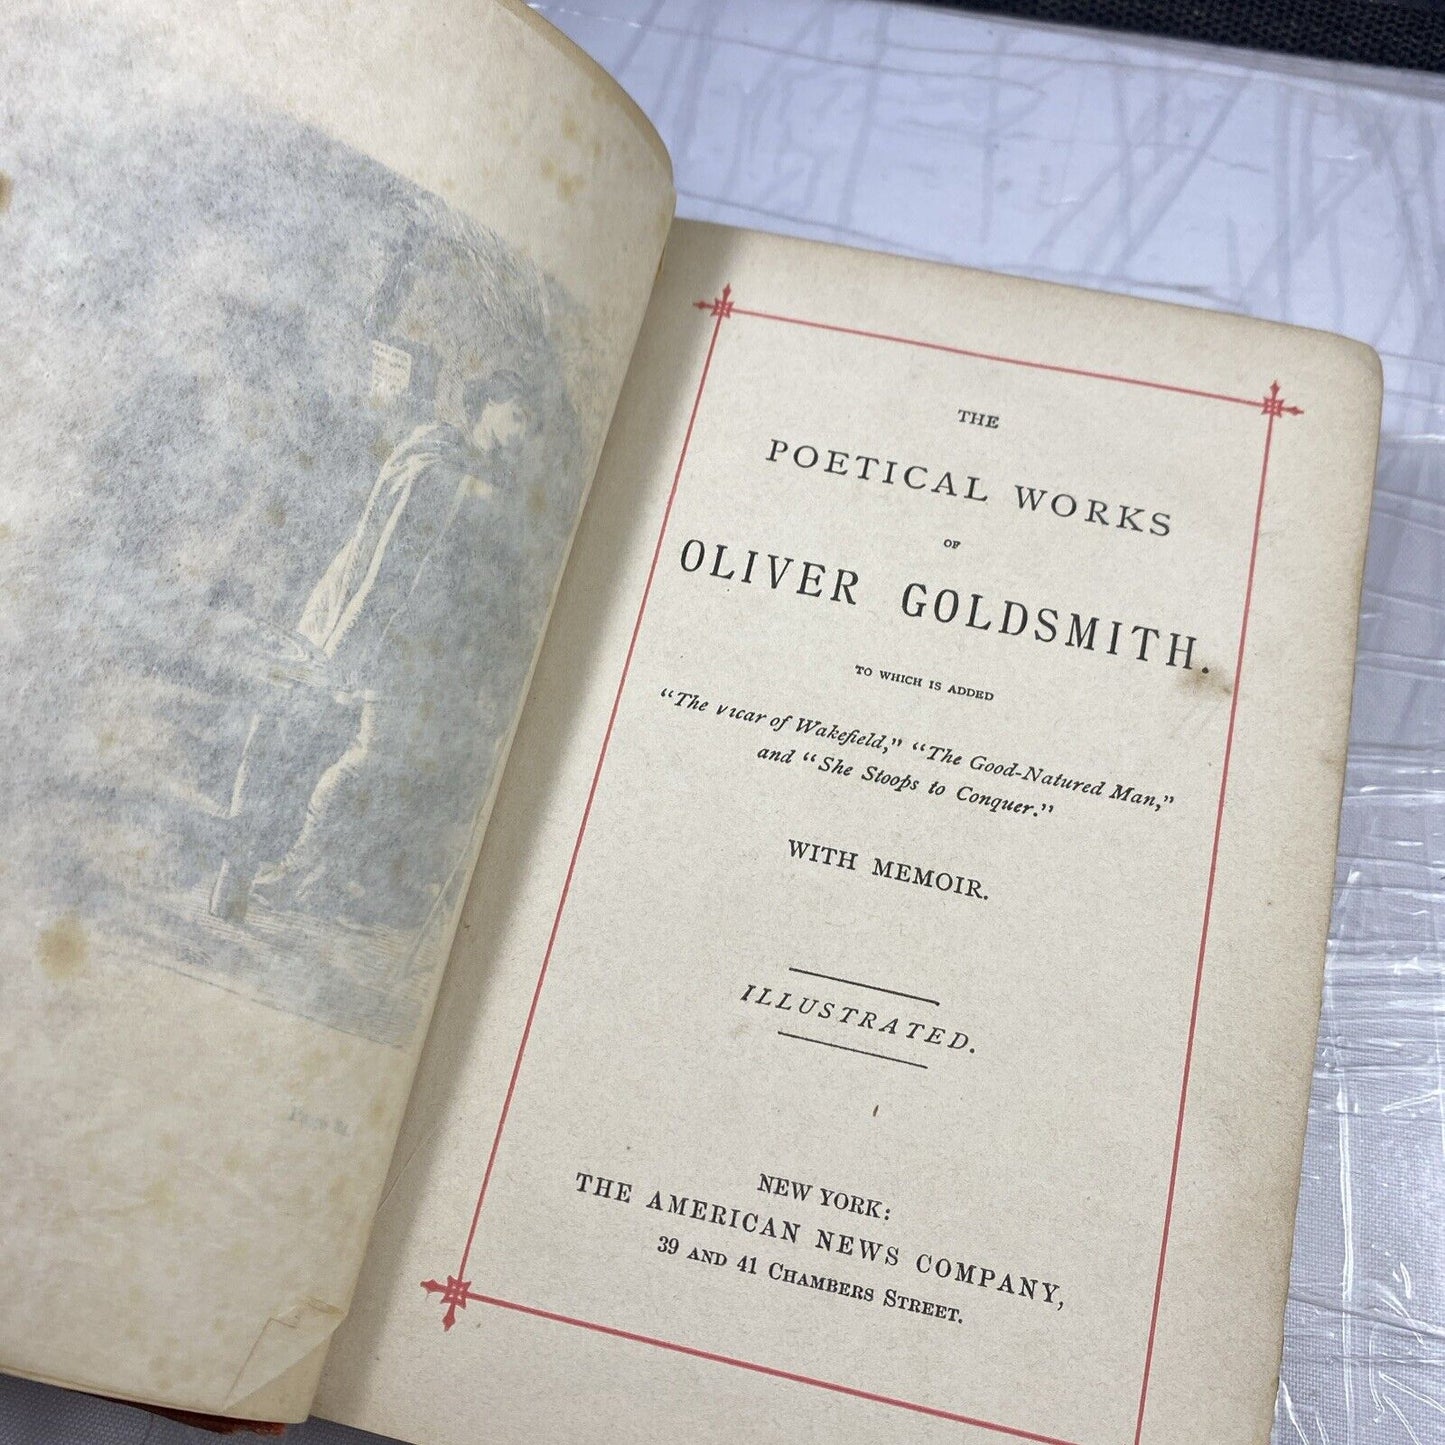 THE
POETICAL WORKS
OF
OLIVER GOLDSMITH.
TO WHICH IS ADDED
“The vicar of Wakefield,” “The Good-Natured Man,”
and “She Stoops to Conquer.”
WITH MEMOIR.
ILLUSTRATED.
NEW YORK:
THE AMERICAN NEWS COMPANY,
39 AND 41 CHAMBERS STREET.